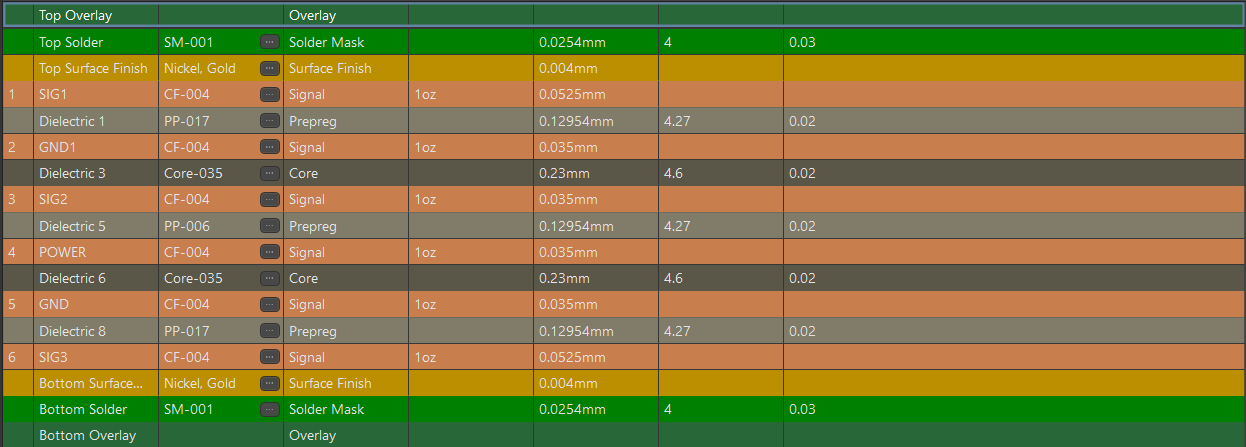 Top Overlay Overlay
Top Solder SM-001 ... Solder Mask 0.0254mm 4 0.03
Top Surface Finish Nickel, Gold ... Surface Finish 0.004mm
1 SIG1 CF-004 ... Signal 1oz 0.0525mm
Dielectric 1 PP-017 ... Prepreg 0.12954mm 4.27 0.02
2 GND1 CF-004 ... Signal 1oz 0.035mm
Dielectric 3 Core-035 ... Core 0.23mm 4.6 0.02
3 SIG2 CF-004 ... Signal 1oz 0.035mm
Dielectric 5 PP-006 ... Prepreg 0.12954mm 4.27 0.02
4 POWER CF-004 ... Signal 1oz 0.035mm
Dielectric 6 Core-035 ... Core 0.23mm 4.6 0.02
5 GND CF-004 ... Signal 1oz 0.035mm
Dielectric 8 PP-017 ... Prepreg 0.12954mm 4.27 0.02
6 SIG3 CF-004 ... Signal 1oz 0.0525mm
Bottom Surface... Nickel, Gold ... Surface Finish 0.004mm
Bottom Solder SM-001 ... Solder Mask 0.0254mm 4 0.03
Bottom Overlay Overlay